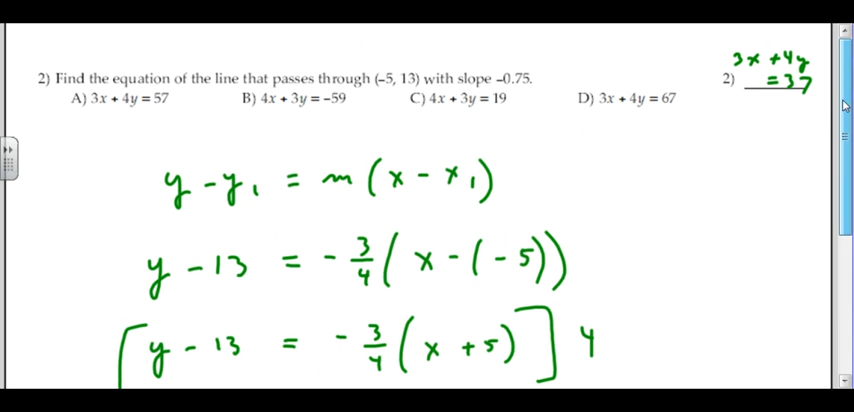 2) Find the equation of the line that passes through (–5, 13) with slope –0.75.
3x + 4y
2) = 37
A) 3x + 4y = 57 B) 4x + 3y = –59 C) 4x + 3y = 19 D) 3x + 4y = 67
y - y₁ = m (x - x₁)
y - 13 = - 3/4 (x - (-5))
[y - 13 = - 3/4 (x + 5)] 4